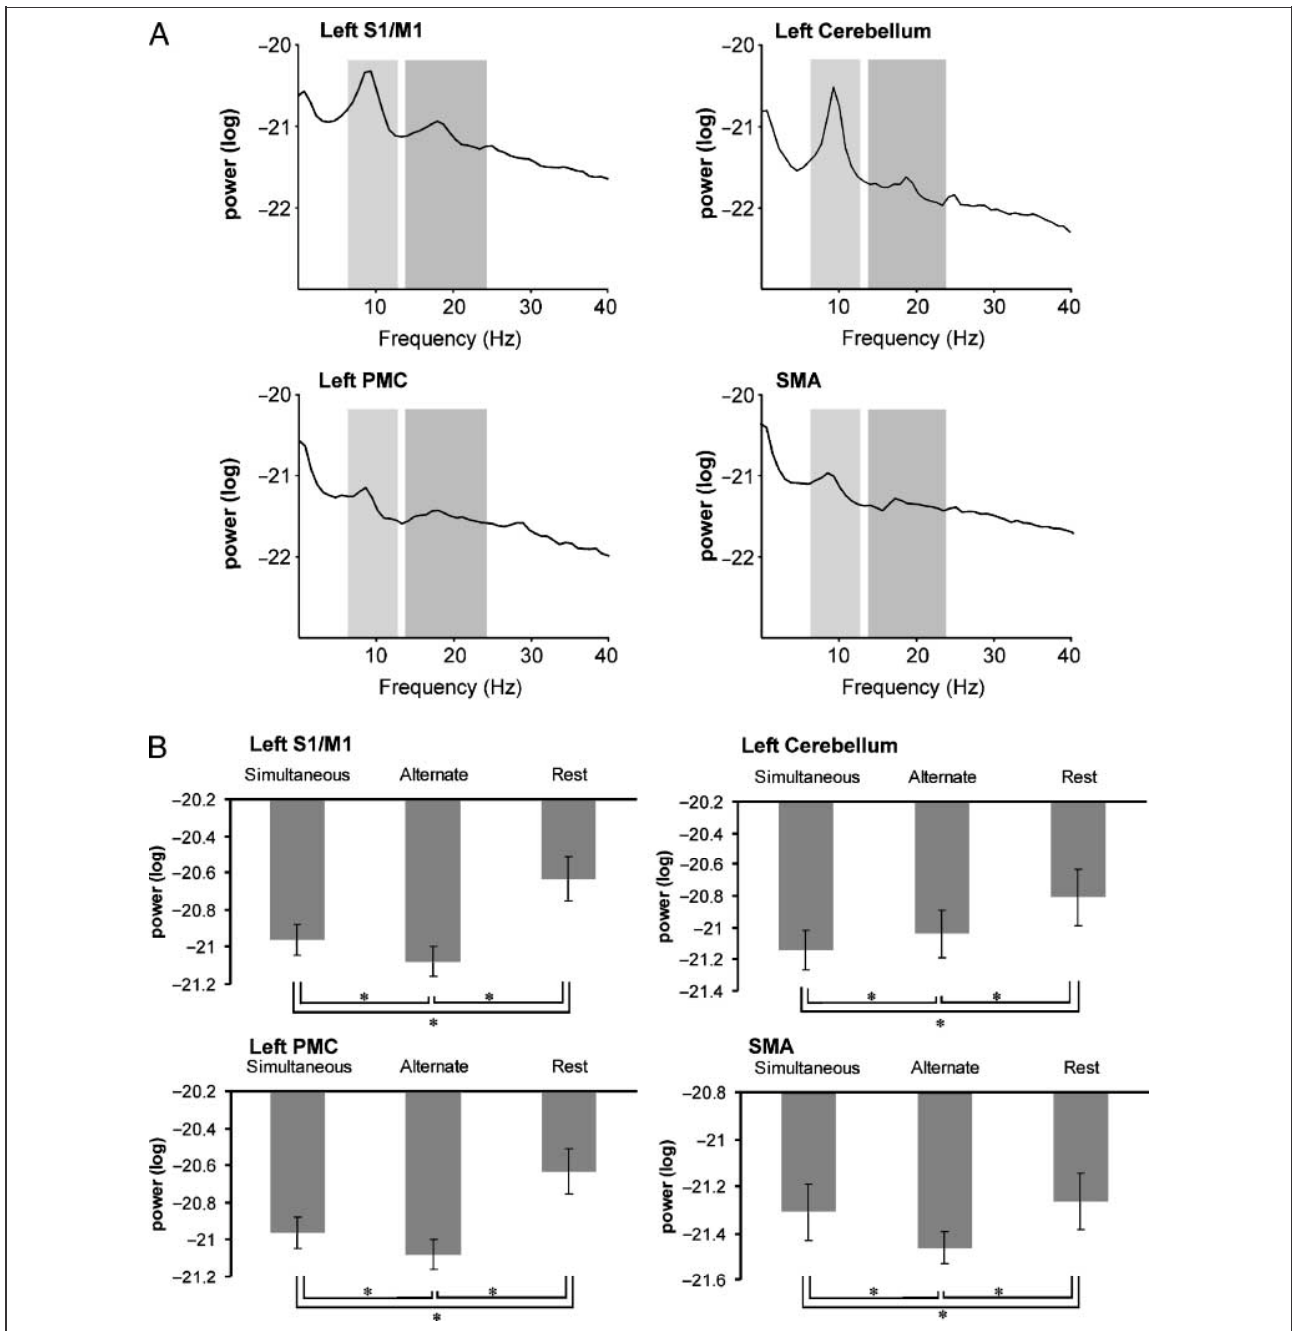 A
Left S1/M1
−20
−21
−22
power (log)
10 20 30 40
Frequency (Hz)
Left Cerebellum
−20
−21
−22
power (log)
10 20 30 40
Frequency (Hz)
Left PMC
−20
−21
−22
power (log)
10 20 30 40
Frequency (Hz)
SMA
−20
−21
−22
power (log)
10 20 30 40
Frequency (Hz)
B
Left S1/M1
Simultaneous Alternate Rest
−20.2
−20.4
−20.6
−20.8
−21
−21.2
power (log)
* *
*
Left Cerebellum
Simultaneous Alternate Rest
−20.2
−20.4
−20.6
−20.8
−21
−21.2
−21.4
power (log)
* *
*
Left PMC
Simultaneous Alternate Rest
−20.2
−20.4
−20.6
−20.8
−21
−21.2
power (log)
* *
*
SMA
Simultaneous Alternate Rest
−20.8
−21
−21.2
−21.4
−21.6
power (log)
* *
*